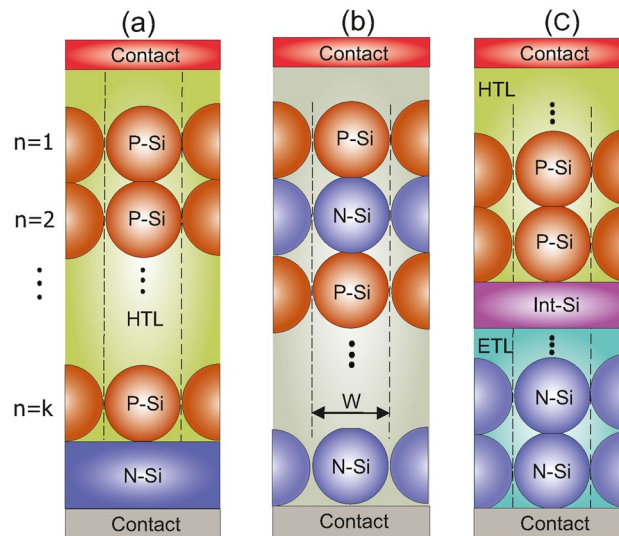 (a)
Contact
n=1
P-Si
n=2
P-Si
HTL
n=k
P-Si
N-Si
Contact
(b)
Contact
P-Si
N-Si
P-Si
W
N-Si
Contact
(C)
Contact
HTL
P-Si
P-Si
Int-Si
ETL
N-Si
N-Si
Contact